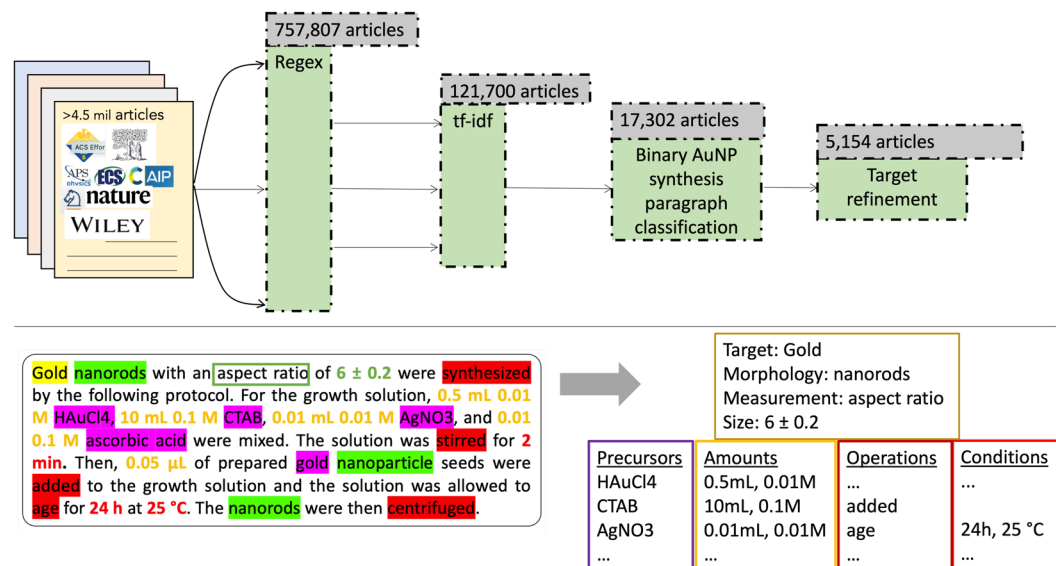 757,807 articles
Regex
121,700 articles
tf-idf
17,302 articles
Binary AuNP
synthesis
paragraph
classification
5,154 articles
Target
refinement
>4.5 mil articles
ACS
APS
physics
ECS
AIP
nature
WILEY
Gold nanorods with an aspect ratio of 6 ± 0.2 were synthesized
by the following protocol. For the growth solution, 0.5 mL 0.01
M HAuCl4, 10 mL 0.1 M CTAB, 0.01 mL 0.01 M AgNO3, and 0.01
0.1 M ascorbic acid were mixed. The solution was stirred for 2
min. Then, 0.05 µL of prepared gold nanoparticle seeds were
added to the growth solution and the solution was allowed to
age for 24 h at 25 °C. The nanorods were then centrifuged.
Target: Gold
Morphology: nanorods
Measurement: aspect ratio
Size: 6 ± 0.2
Precursors Amounts Operations Conditions
HAuCl4 0.5mL, 0.01M ... ...
CTAB 10mL, 0.1M added
AgNO3 0.01mL, 0.01M age 24h, 25 °C
... ... ... ...